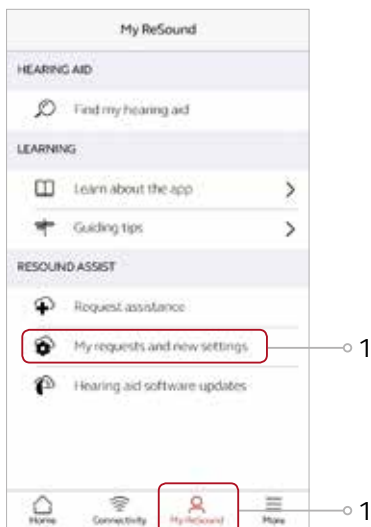 My ReSound
HEARING AID
Find my hearing aid
LEARNING
Learn about the app
Guiding tips
RESOUND ASSIST
Request assistance
My requests and new settings
1
Hearing aid software updates
Home Connectivity My ReSound More
1